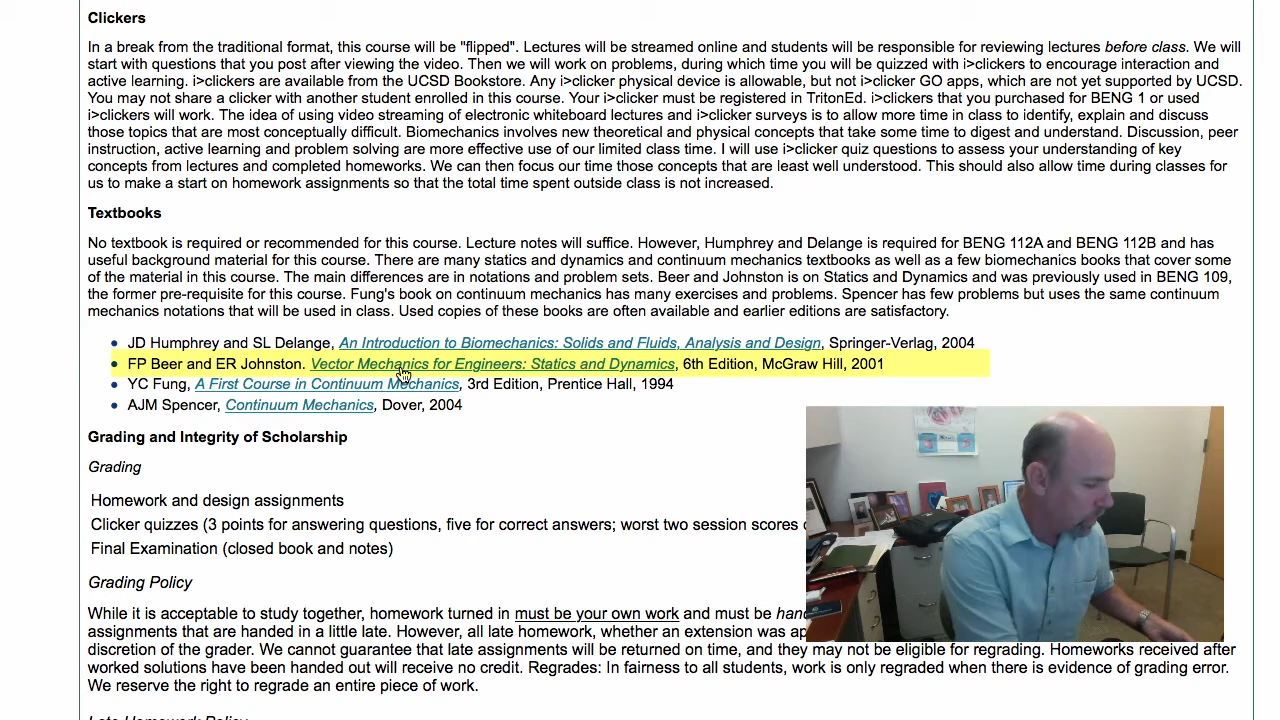 Clickers
In a break from the traditional format, this course will be "flipped". Lectures will be streamed online and students will be responsible for reviewing lectures before class. We will
start with questions that you post after viewing the video. Then we will work on problems, during which time you will be quizzed with i>clickers to encourage interaction and
active learning. i>clickers are available from the UCSD Bookstore. Any i>clicker physical device is allowable, but not i>clicker GO apps, which are not yet supported by UCSD.
You may not share a clicker with another student enrolled in this course. Your i>clicker must be registered in TritonEd. i>clickers that you purchased for BENG 1 or used
i>clickers will work. The idea of using video streaming of electronic whiteboard lectures and i>clicker surveys is to allow more time in class to identify, explain and discuss
those topics that are most conceptually difficult. Biomechanics involves new theoretical and physical concepts that take some time to digest and understand. Discussion, peer
instruction, active learning and problem solving are more effective use of our limited class time. I will use i>clicker quiz questions to assess your understanding of key
concepts from lectures and completed homeworks. We can then focus our time those concepts that are least well understood. This should also allow time during classes for
us to make a start on homework assignments so that the total time spent outside class is not increased.
Textbooks
No textbook is required or recommended for this course. Lecture notes will suffice. However, Humphrey and Delange is required for BENG 112A and BENG 112B and has
useful background material for this course. There are many statics and dynamics and continuum mechanics textbooks as well as a few biomechanics books that cover some
of the material in this course. The main differences are in notations and problem sets. Beer and Johnston is on Statics and Dynamics and was previously used in BENG 109,
the former pre-requisite for this course. Fung's book on continuum mechanics has many exercises and problems. Spencer has few problems but uses the same continuum
mechanics notations that will be used in class. Used copies of these books are often available and earlier editions are satisfactory.
JD Humphrey and SL Delange, An Introduction to Biomechanics: Solids and Fluids, Analysis and Design, Springer-Verlag, 2004
FP Beer and ER Johnston. Vector Mechanics for Engineers: Statics and Dynamics, 6th Edition, McGraw Hill, 2001
YC Fung, A First Course in Continuum Mechanics, 3rd Edition, Prentice Hall, 1994
AJM Spencer, Continuum Mechanics, Dover, 2004
Grading and Integrity of Scholarship
Grading
Homework and design assignments
Clicker quizzes (3 points for answering questions, five for correct answers; worst two session scores
Final Examination (closed book and notes)
Grading Policy
While it is acceptable to study together, homework turned in must be your own work and must be
assignments that are handed in a little late. However, all late homework, whether an extension was
discretion of the grader. We cannot guarantee that late assignments will be returned on time, and they may not be eligible for regrading. Homeworks received after
worked solutions have been handed out will receive no credit. Regrades: In fairness to all students, work is only regraded when there is evidence of grading error.
We reserve the right to regrade an entire piece of work.
Late Homework Policy